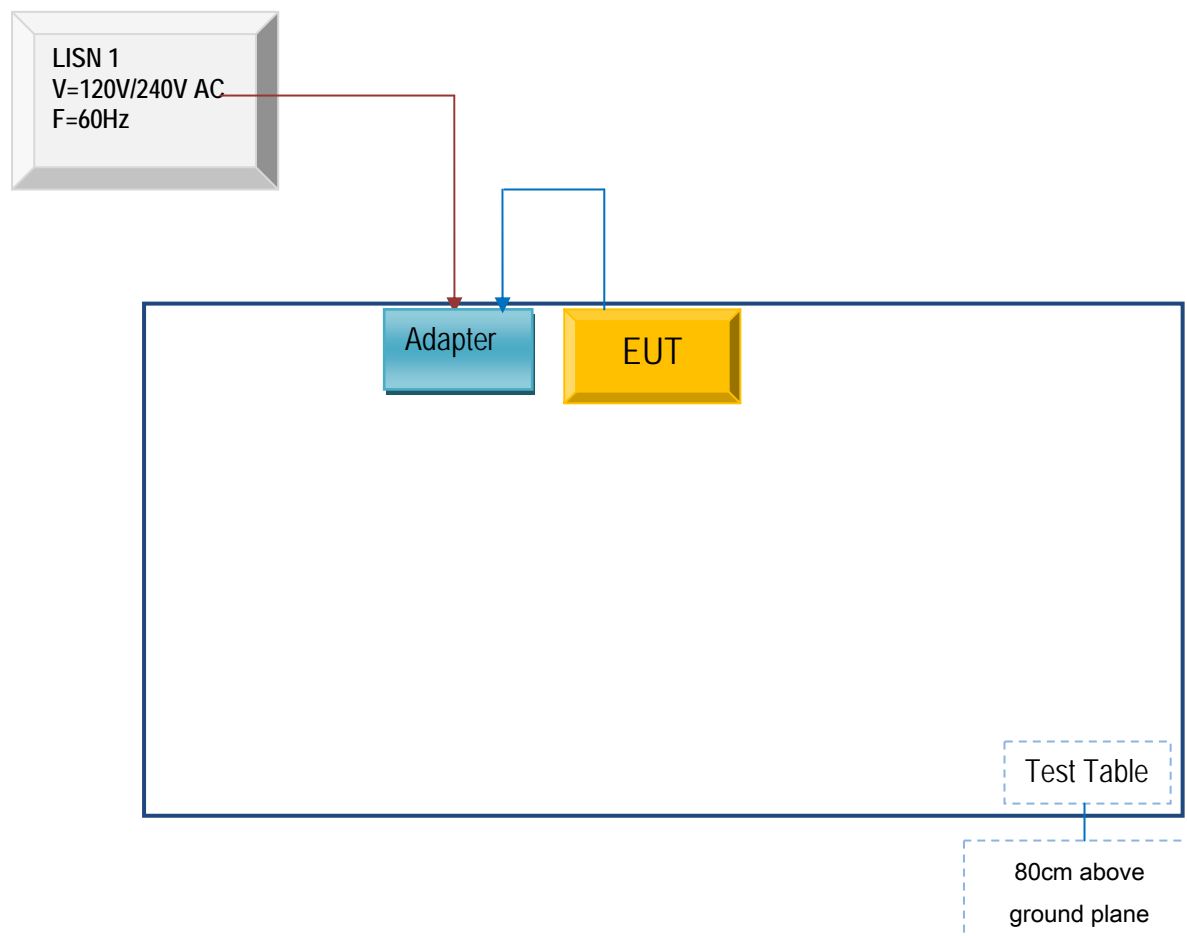 LISN 1
V=120V/240V AC
F=60Hz
Adapter
EUT
Test Table
80cm above
ground plane